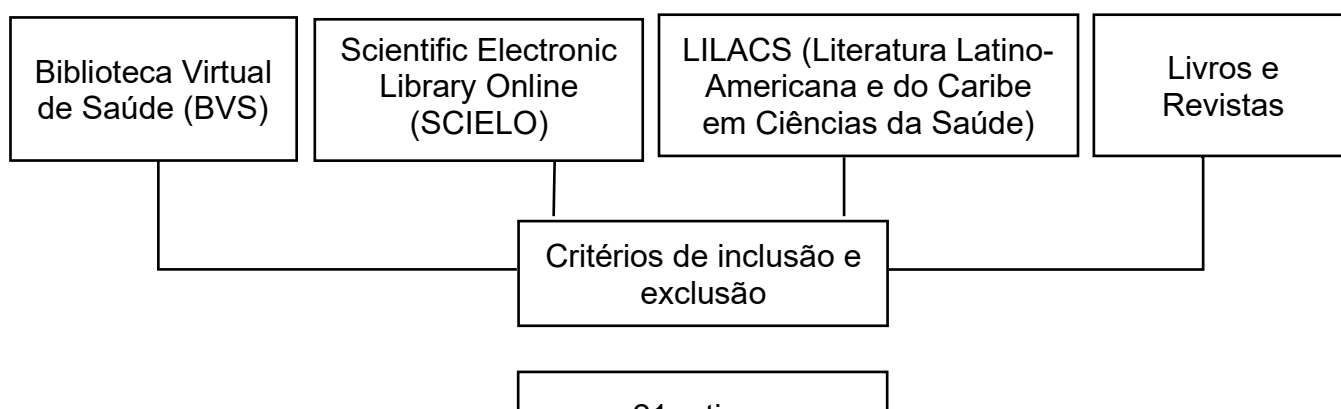 Biblioteca Virtual
de Saúde (BVS)
Scientific Electronic
Library Online
(SCIELO)
LILACS (Literatura Latino-
Americana e do Caribe
em Ciências da Saúde)
Livros e
Revistas
Critérios de inclusão e
exclusão